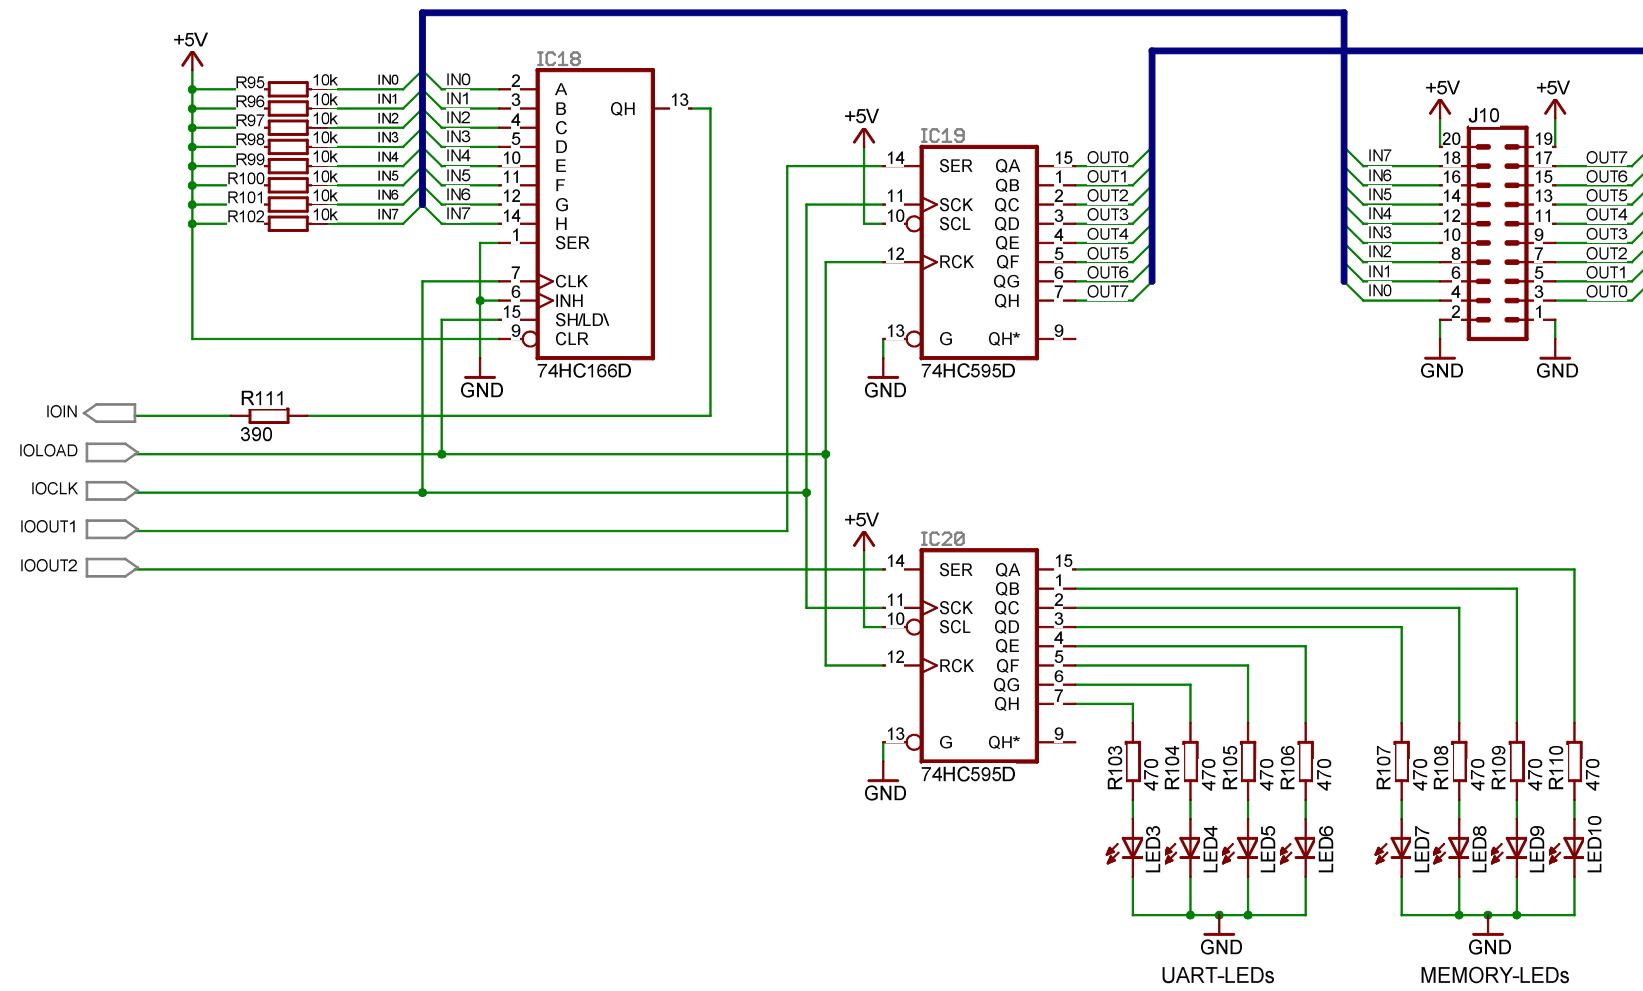 +5V
R95 10k IN0
R96 10k IN1
R97 10k IN2
R98 10k IN3
R99 10k IN4
R100 10k IN5
R101 10k IN6
R102 10k IN7
IC18
IN0 2 A
IN1 3 B QH 13
IN2 4 C
IN3 5 D
IN4 10 E
IN5 11 F
IN6 12 G
IN7 14 H
1 SER
7 CLK
6 INH
15 SH/LD\
9 CLR
74HC166D
GND
+5V
IC19
14 SER QA 15 OUT0
QB 1 OUT1
11 SCK QC 2 OUT2
10 SCL QD 3 OUT3
QE 4 OUT4
12 RCK QF 5 OUT5
QG 6 OUT6
QH 7 OUT7
13 G QH* 9
74HC595D
GND
+5V +5V
J10
20 19
IN7 18 17 OUT7
IN6 16 15 OUT6
IN5 14 13 OUT5
IN4 12 11 OUT4
IN3 10 9 OUT3
IN2 8 7 OUT2
IN1 6 5 OUT1
IN0 4 3 OUT0
2 1
GND GND
IOIN R111
390
IOLOAD
IOCLK
IOOUT1
IOOUT2
+5V
IC20
14 SER QA 15
QB 1
11 SCK QC 2
10 SCL QD 3
QE 4
12 RCK QF 5
QG 6
QH 7
13 G QH* 9
74HC595D
GND
R103 470 R104 470 R105 470 R106 470 R107 470 R108 470 R109 470 R110 470
LED3 LED4 LED5 LED6 LED7 LED8 LED9 LED10
GND GND
UART-LEDs MEMORY-LEDs